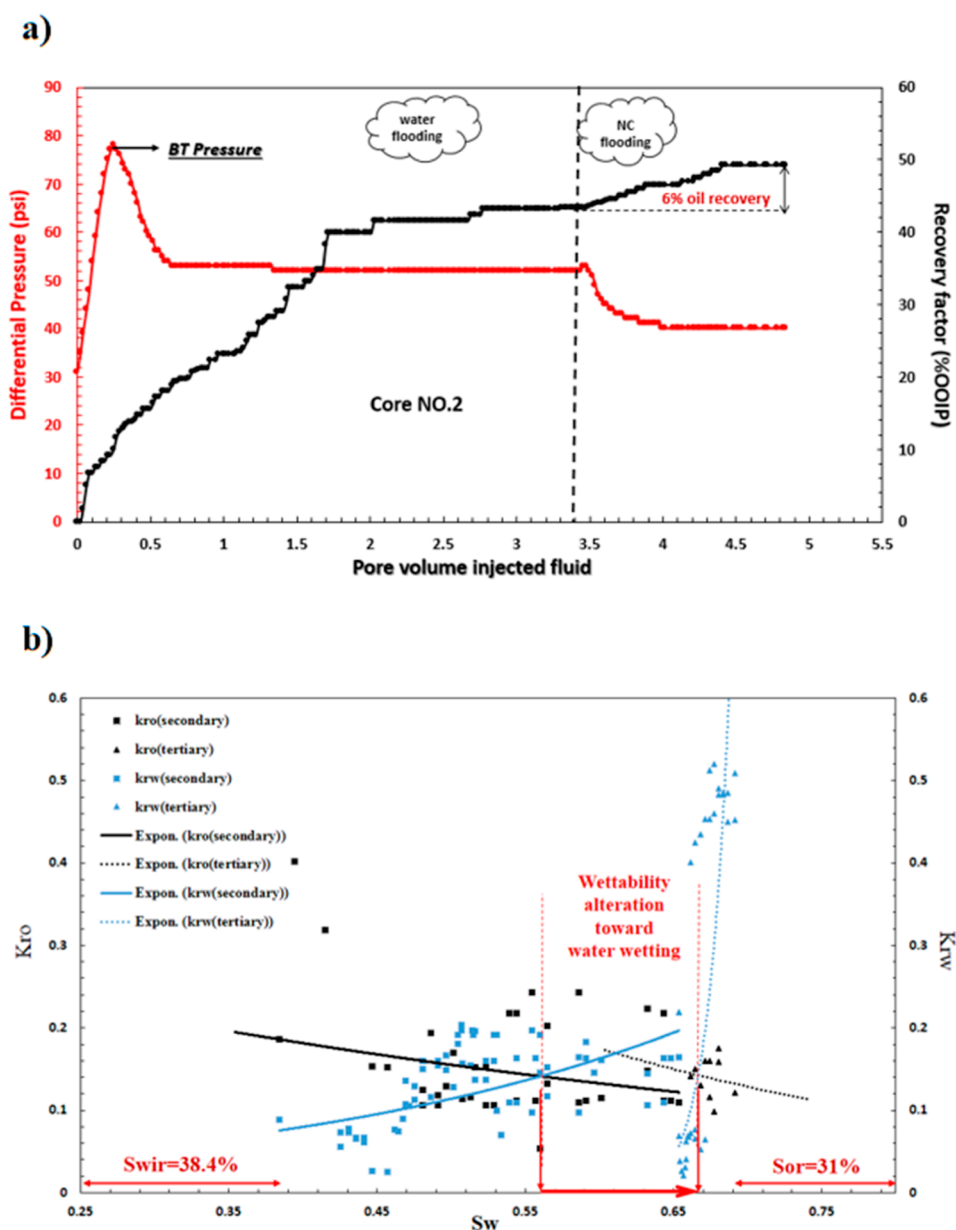 a)
90
80
70
60
50
40
30
20
10
0
Differential Pressure (psi)
BT Pressure
water
flooding
NC
flooding
6% oil recovery
Core NO.2
60
50
40
30
20
10
0
Recovery factor (%OOIP)
0 0.5 1 1.5 2 2.5 3 3.5 4 4.5 5 5.5
Pore volume injected fluid
b)
0.6
0.5
0.4
0.3
0.2
0.1
0
Kro
kro(secondary)
kro(tertiary)
krw(secondary)
krw(tertiary)
Expon. (kro(secondary))
Expon. (kro(tertiary))
Expon. (krw(secondary))
Expon. (krw(tertiary))
Wettability
alteration
toward
water wetting
Swir=38.4%
Sor=31%
0.6
0.5
0.4
0.3
0.2
0.1
0
Krw
0.25 0.35 0.45 0.55 0.65 0.75
Sw